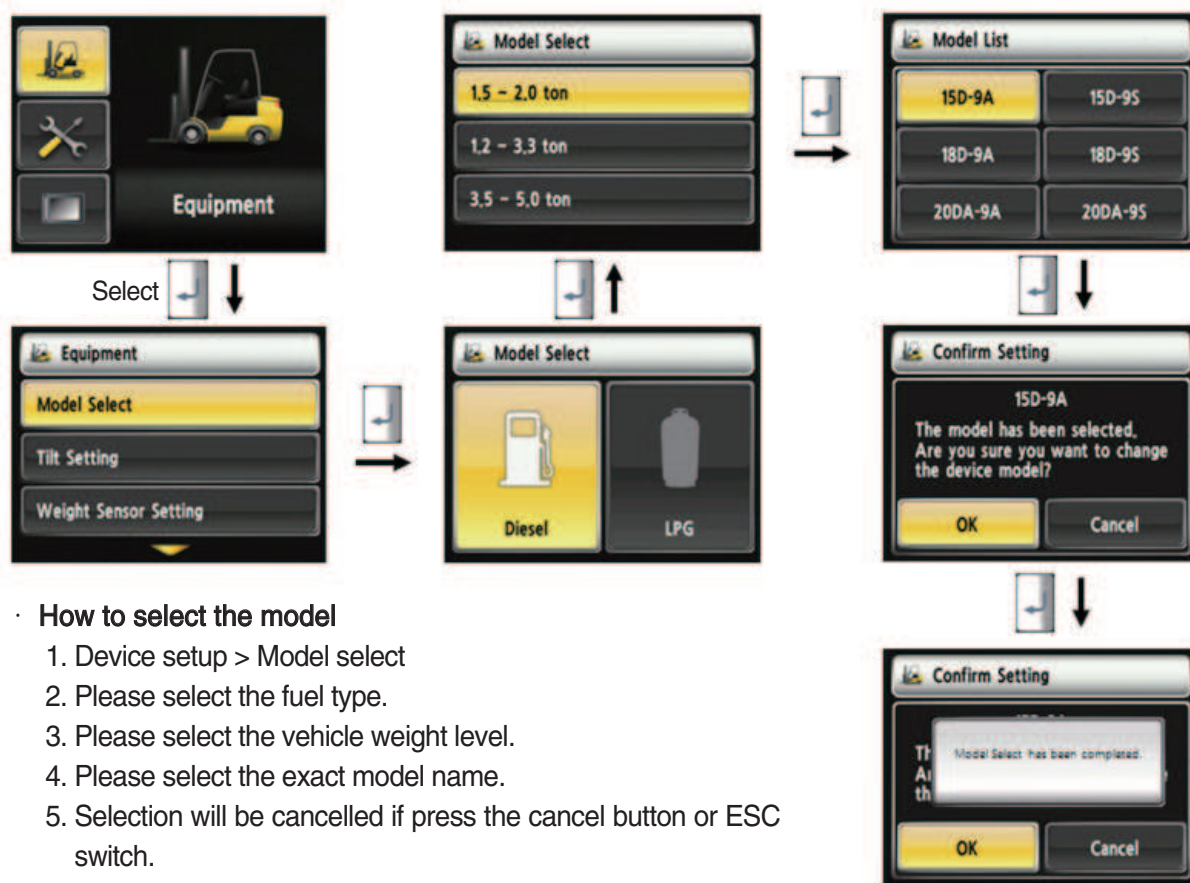 Equipment
Select
Equipment
Model Select
Tilt Setting
Weight Sensor Setting
Model Select
Diesel
LPG
Model Select
1.5 - 2.0 ton
1.2 - 3.3 ton
3.5 - 5.0 ton
Model List
15D-9A
15D-9S
18D-9A
18D-9S
20DA-9A
20DA-9S
Confirm Setting
15D-9A
The model has been selected.
Are you sure you want to change
the device model?
OK
Cancel
Confirm Setting
Th
Model Select has been completed.
Ar
th
OK
Cancel
· How to select the model
1. Device setup > Model select
2. Please select the fuel type.
3. Please select the vehicle weight level.
4. Please select the exact model name.
5. Selection will be cancelled if press the cancel button or ESC
switch.